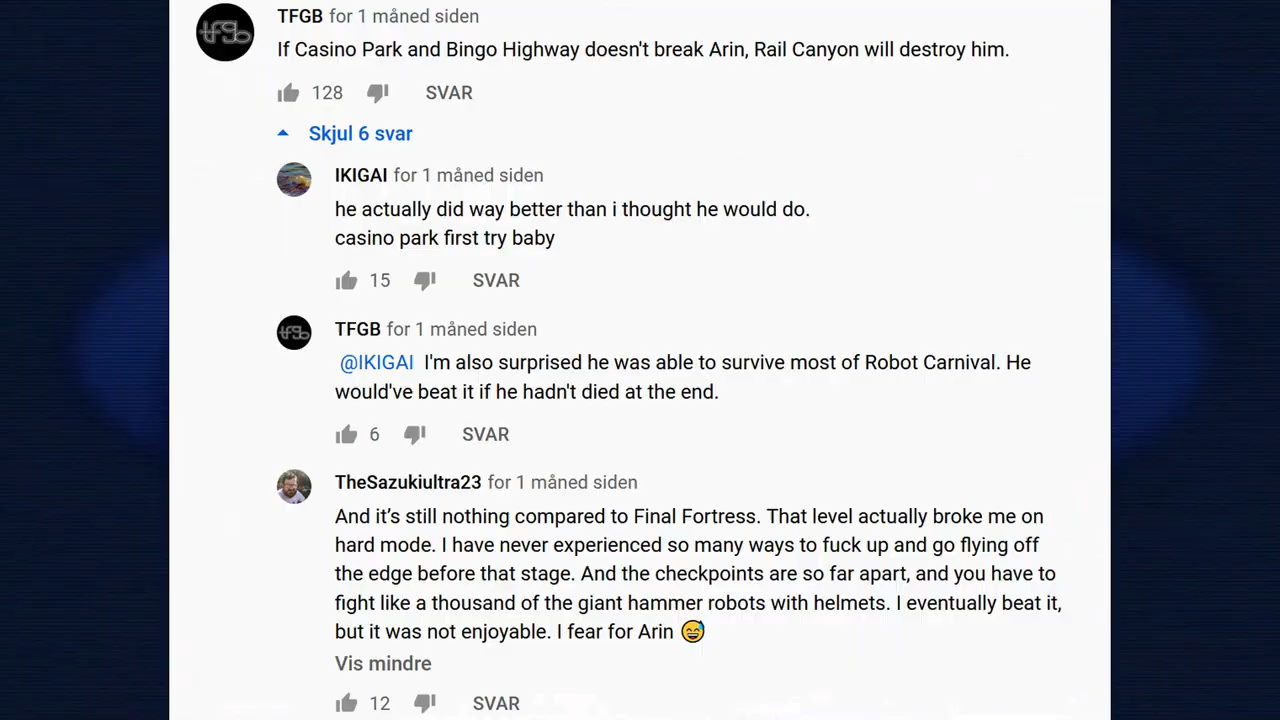 tfgb
TFGB for 1 måned siden
If Casino Park and Bingo Highway doesn't break Arin, Rail Canyon will destroy him.
128 SVAR
Skjul 6 svar
IKIGAI for 1 måned siden
he actually did way better than i thought he would do.
casino park first try baby
15 SVAR
tfgb
TFGB for 1 måned siden
@IKIGAI I'm also surprised he was able to survive most of Robot Carnival. He
would've beat it if he hadn't died at the end.
6 SVAR
TheSazukiultra23 for 1 måned siden
And it’s still nothing compared to Final Fortress. That level actually broke me on
hard mode. I have never experienced so many ways to fuck up and go flying off
the edge before that stage. And the checkpoints are so far apart, and you have to
fight like a thousand of the giant hammer robots with helmets. I eventually beat it,
but it was not enjoyable. I fear for Arin 😅
Vis mindre
12 SVAR